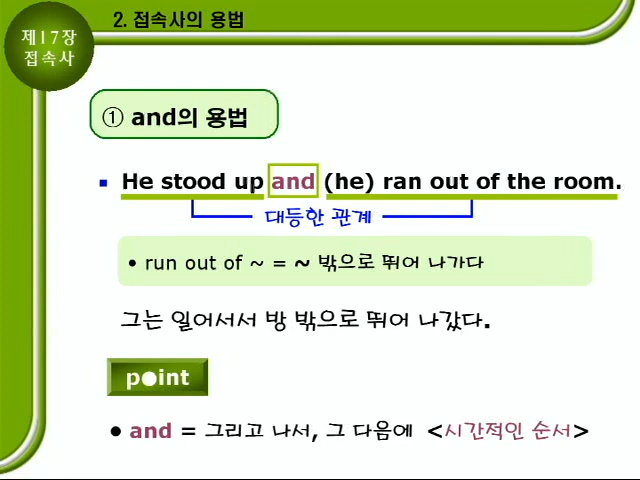 2. 접속사의 용법
제17장
접속사
① and의 용법
▪ He stood up and (he) ran out of the room.
대등한 관계
• run out of ~ = ~ 밖으로 뛰어 나가다
그는 일어서서 방 밖으로 뛰어 나갔다.
point
• and = 그리고 나서, 그 다음에 <시간적인 순서>